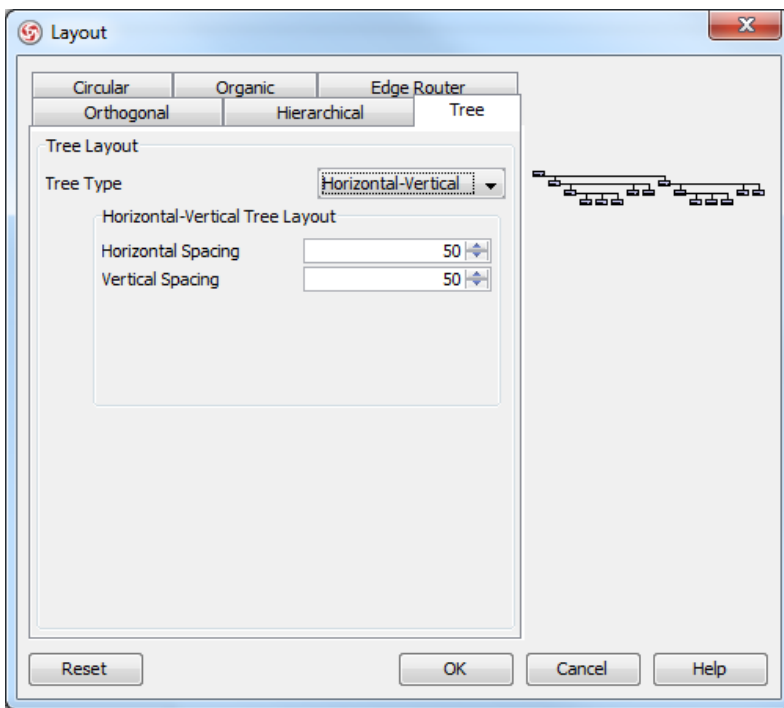 Layout
Circular Organic Edge Router
Orthogonal Hierarchical Tree
Tree Layout
Tree Type Horizontal-Vertical
Horizontal-Vertical Tree Layout
Horizontal Spacing 50
Vertical Spacing 50
Reset OK Cancel Help